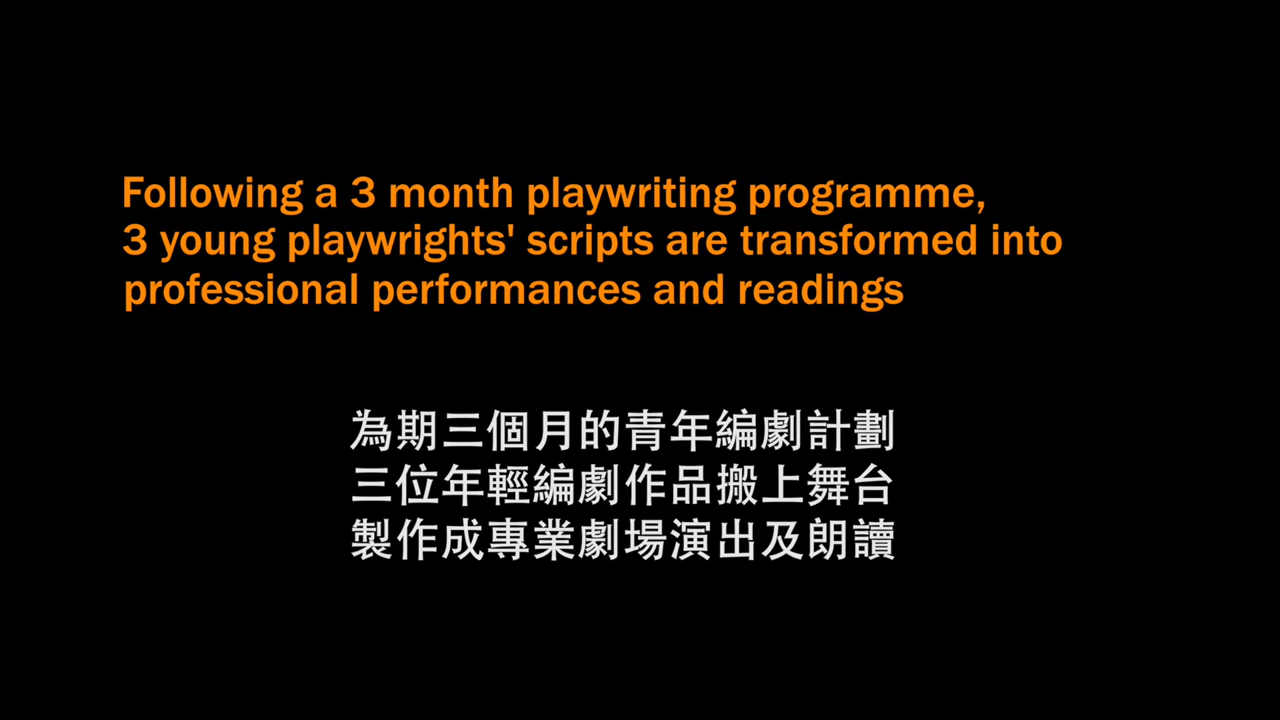 Following a 3 month playwriting programme,
3 young playwrights' scripts are transformed into
professional performances and readings
為期三個月的青年編劇計劃
三位年輕編劇作品搬上舞台
製作成專業劇場演出及朗讀